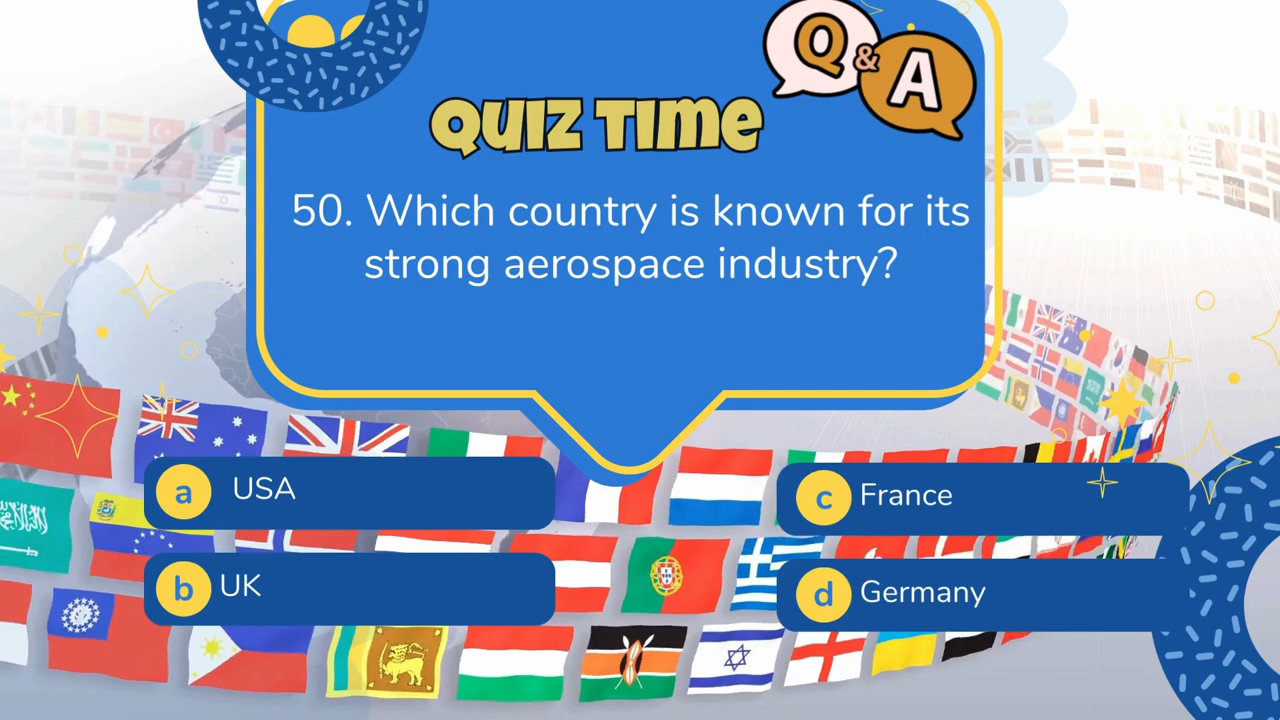 Q & A
QUIZ TIME
50. Which country is known for its
strong aerospace industry?
a USA
c France
b UK
d Germany